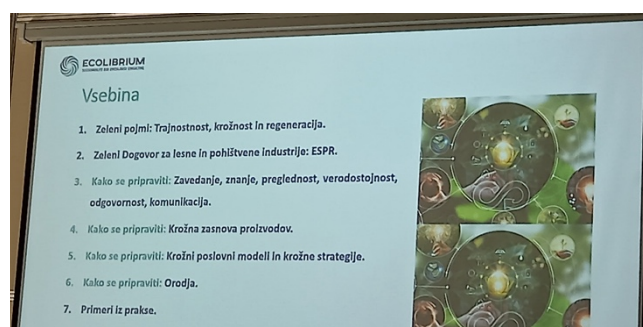 ECOLIBRIUM
Vsebina
1. Zeleni pojmi: Trajnostnost, krožnost in regeneracija.
2. Zeleni Dogovor za lesne in pohištvene industrije: ESPR.
3. Kako se pripraviti: Zavedanje, znanje, preglednost, verodostojnost,
odgovornost, komunikacija.
4. Kako se pripraviti: Krožna zasnova proizvodov.
5. Kako se pripraviti: Krožni poslovni modeli in krožne strategije.
6. Kako se pripraviti: Orodja.
7. Primeri iz prakse.